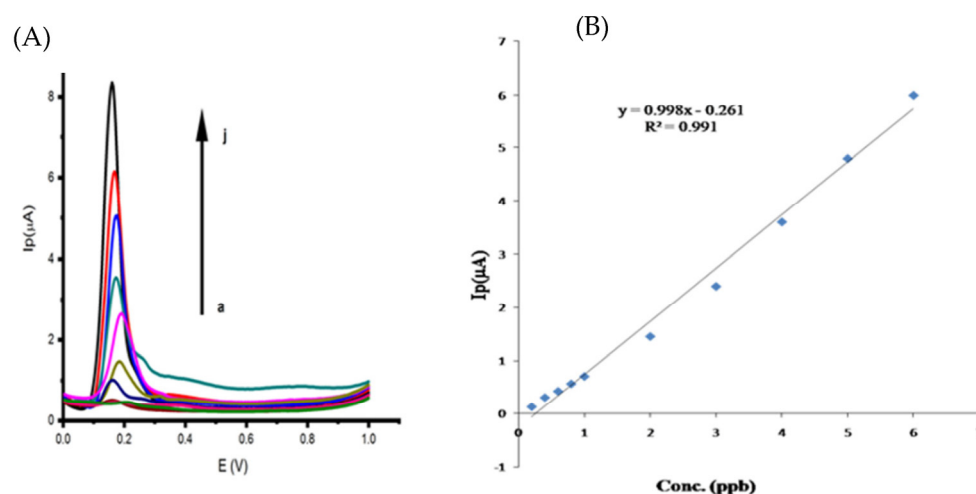 (A)
8
6
4
2
0
Ip(μA)
j
a
0.0 0.2 0.4 0.6 0.8 1.0
E (V)
(B)
7
6
5
4
3
2
1
0
-1
Ip(μA)
y = 0.998x - 0.261
R² = 0.991
0 1 2 3 4 5 6 7
Conc. (ppb)